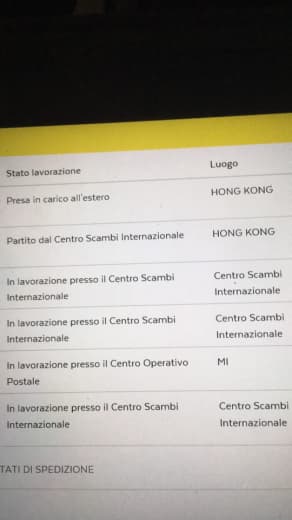 Stato lavorazione Luogo
Presa in carico all'estero HONG KONG
Partito dal Centro Scambi Internazionale HONG KONG
In lavorazione presso il Centro Scambi Centro Scambi
Internazionale Internazionale
In lavorazione presso il Centro Scambi Centro Scambi
Internazionale Internazionale
In lavorazione presso il Centro Operativo MI
Postale
In lavorazione presso il Centro Scambi Centro Scambi
Internazionale Internazionale
TATI DI SPEDIZIONE